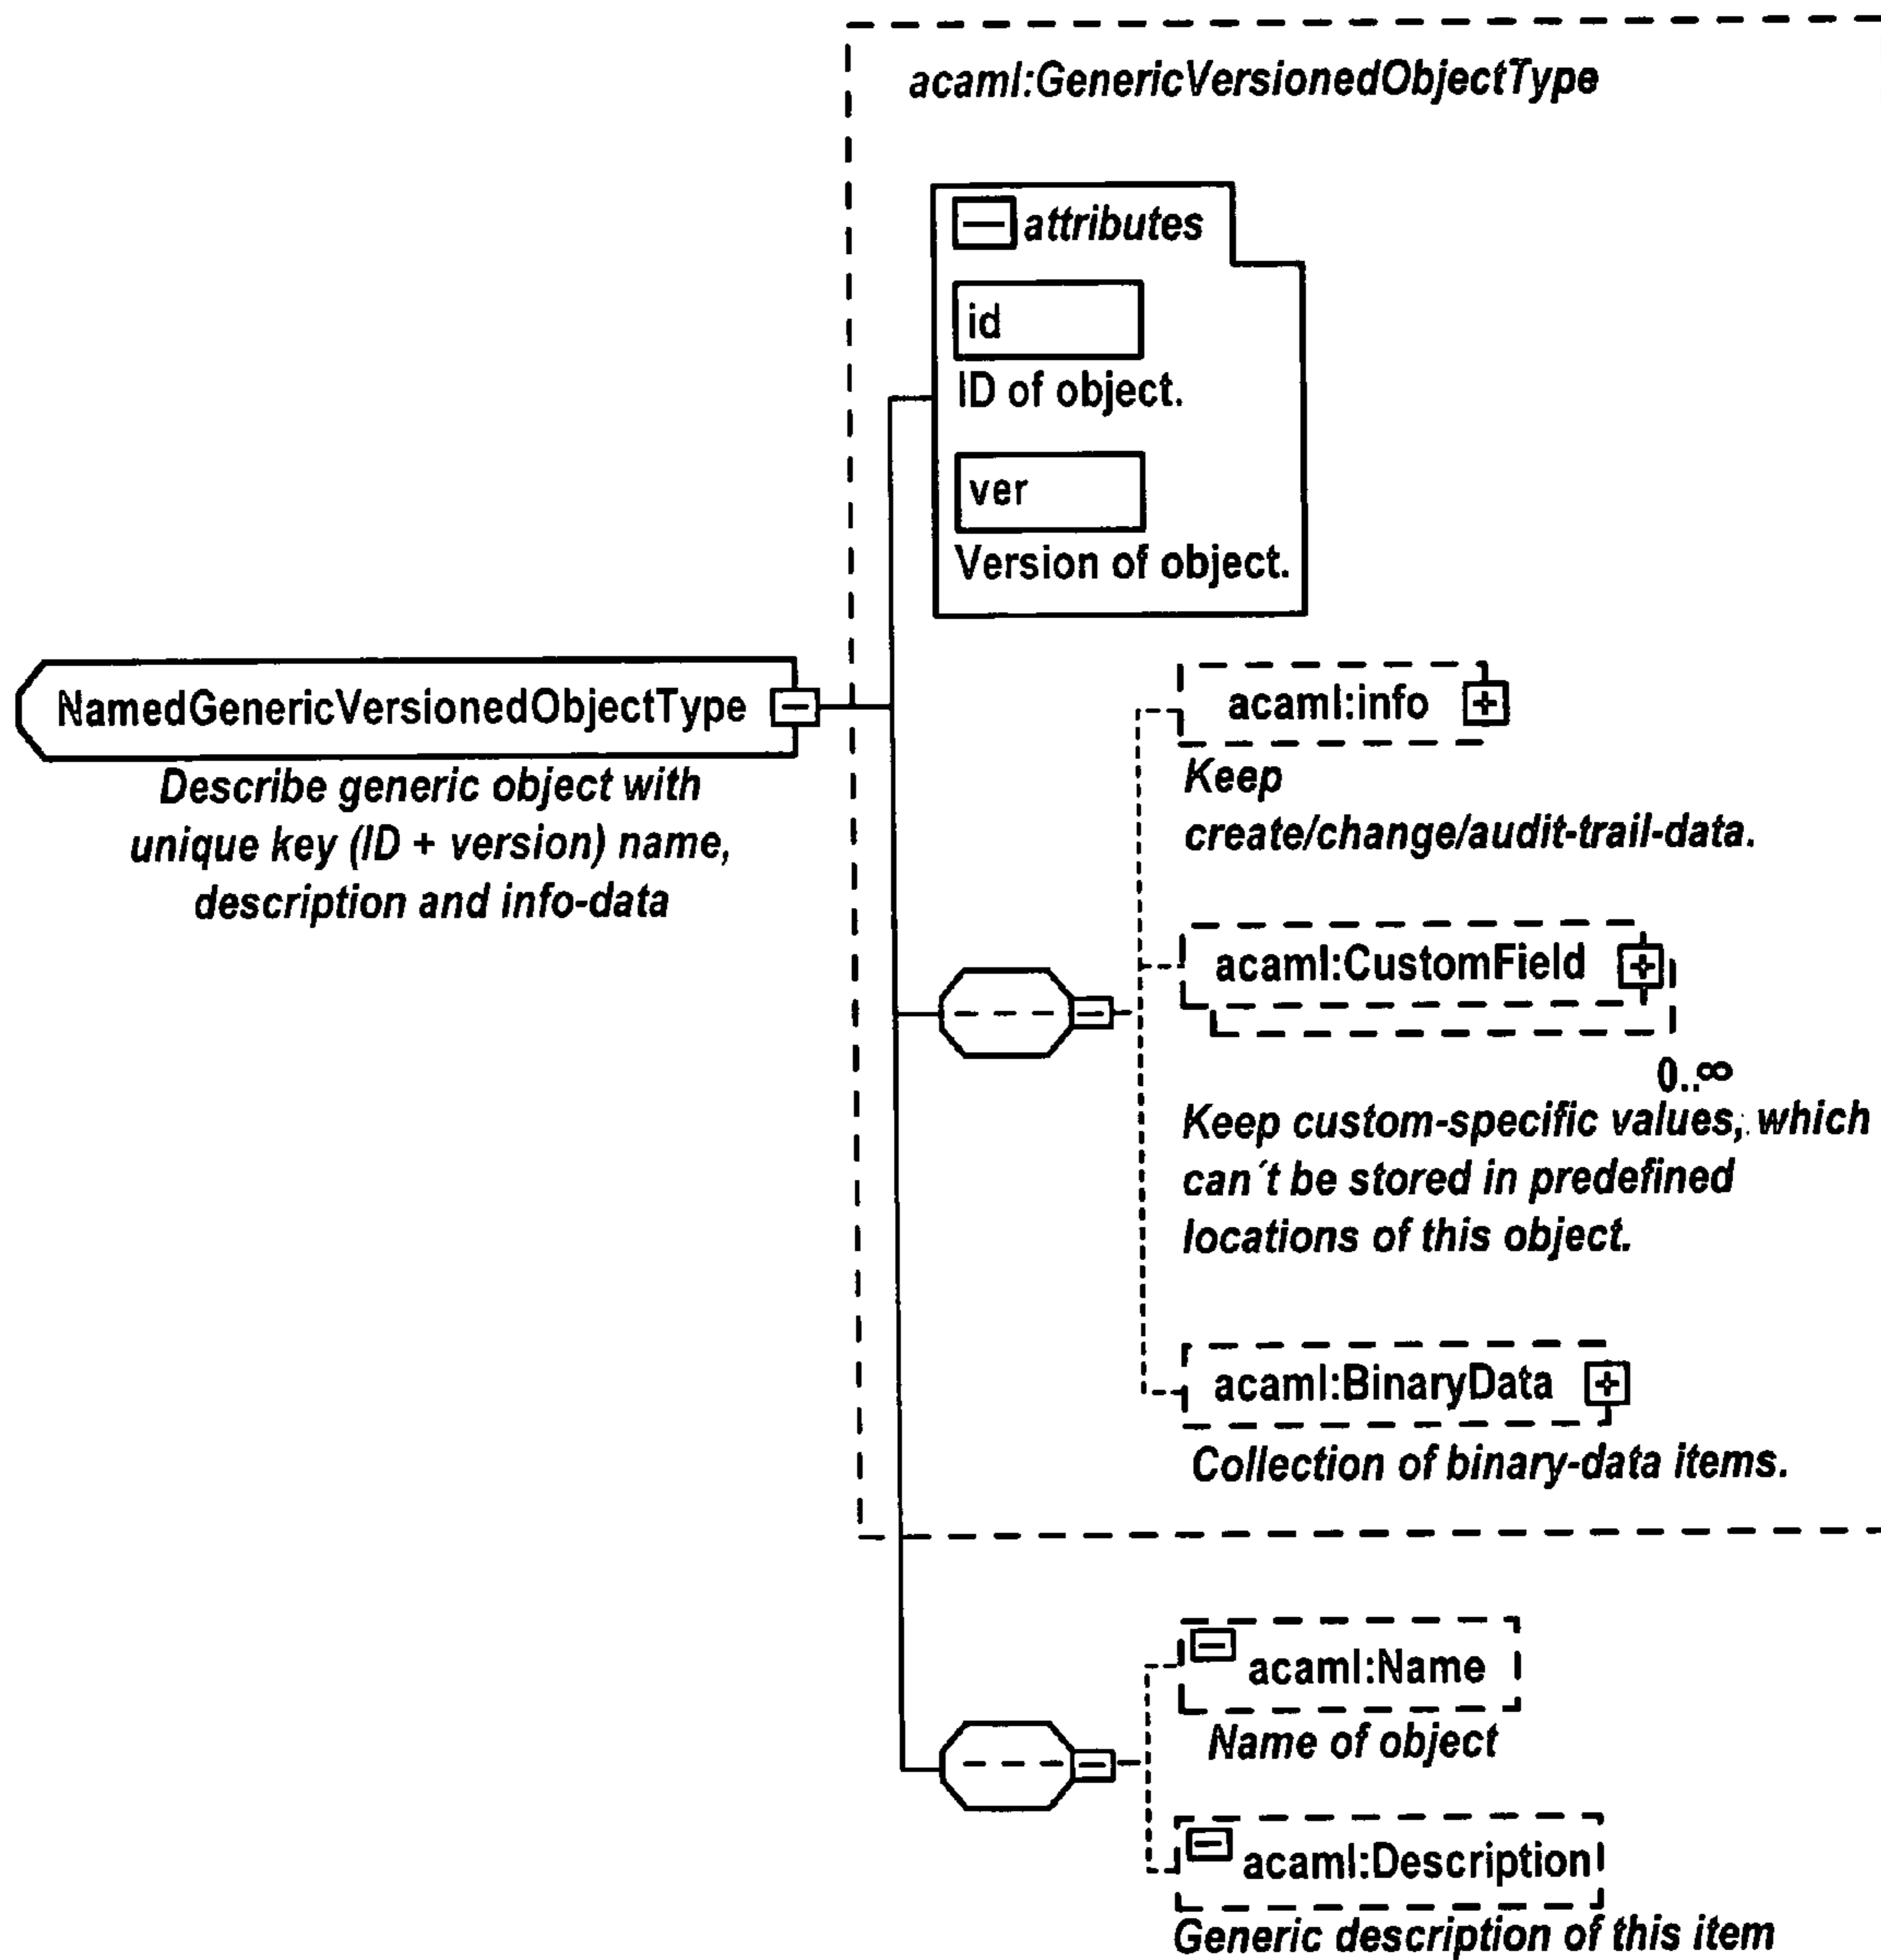 acaml:GenericVersionedObjectType
attributes
id
ID of object.
ver
Version of object.
NamedGenericVersionedObjectType
Describe generic object with
unique key (ID + version) name,
description and info-data
acaml:info
Keep
create/change/audit-trail-data.
acaml:CustomField
0..∞
Keep custom-specific values, which
can´t be stored in predefined
locations of this object.
acaml:BinaryData
Collection of binary-data items.
acaml:Name
Name of object
acaml:Description
Generic description of this item